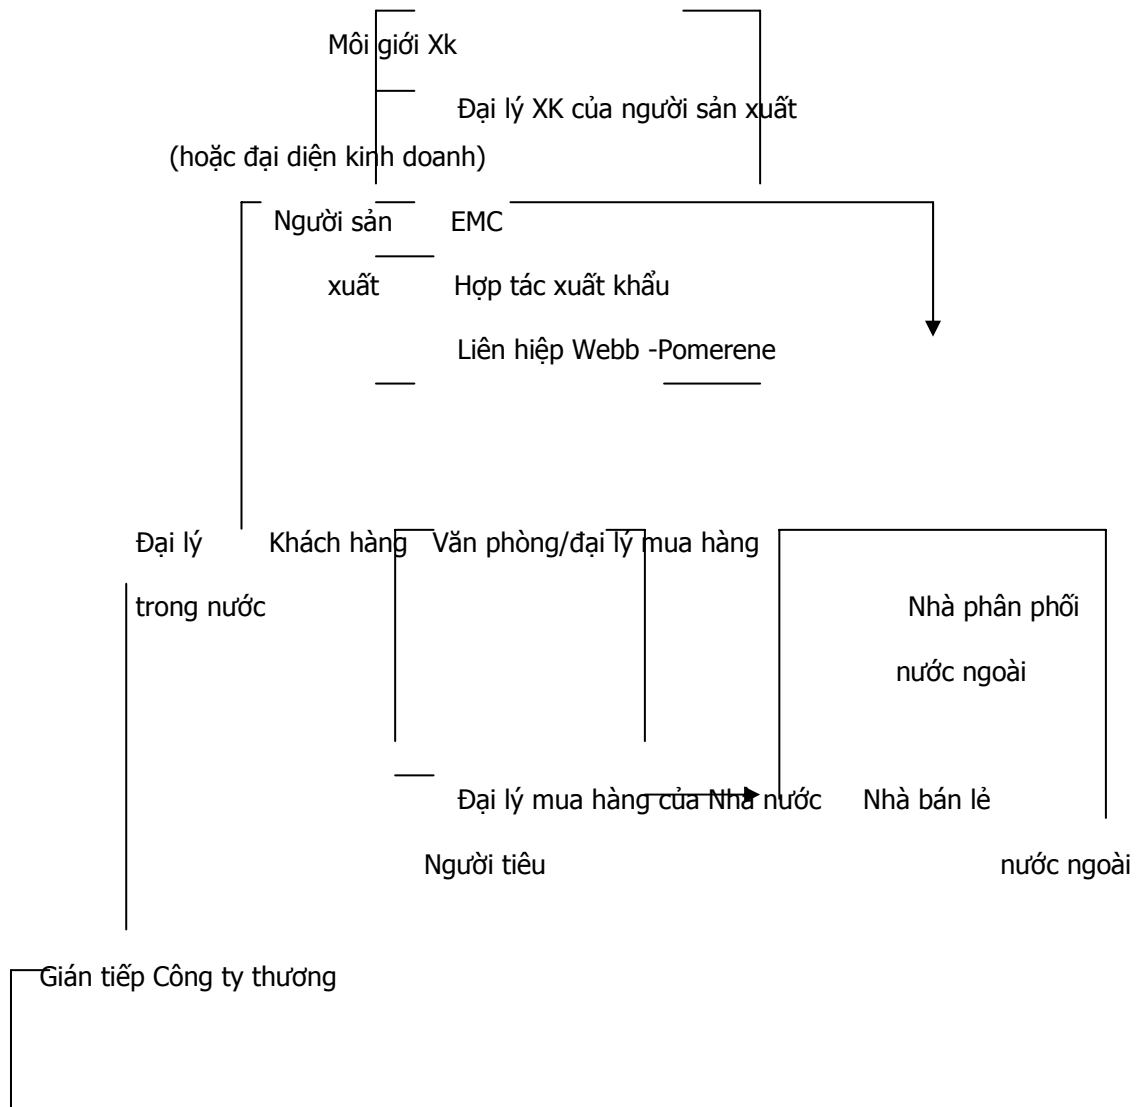 Môi giới Xk
Đại lý XK của người sản xuất
(hoặc đại diện kinh doanh)
Người sản EMC
xuất Hợp tác xuất khẩu
Liên hiệp Webb -Pomerene
Đại lý Khách hàng Văn phòng/đại lý mua hàng
trong nước Nhà phân phối
nước ngoài
Đại lý mua hàng của Nhà nước Nhà bán lẻ
Người tiêu nước ngoài
Gián tiếp Công ty thương